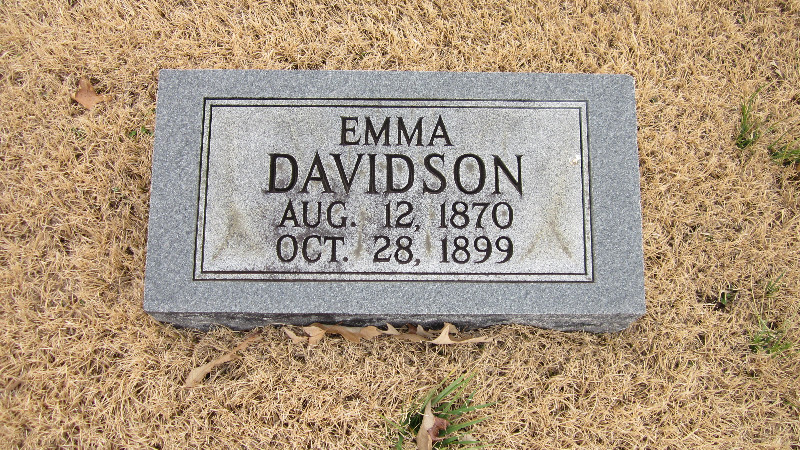 EMMA
DAVIDSON
AUG. 12, 1870
OCT. 28, 1899